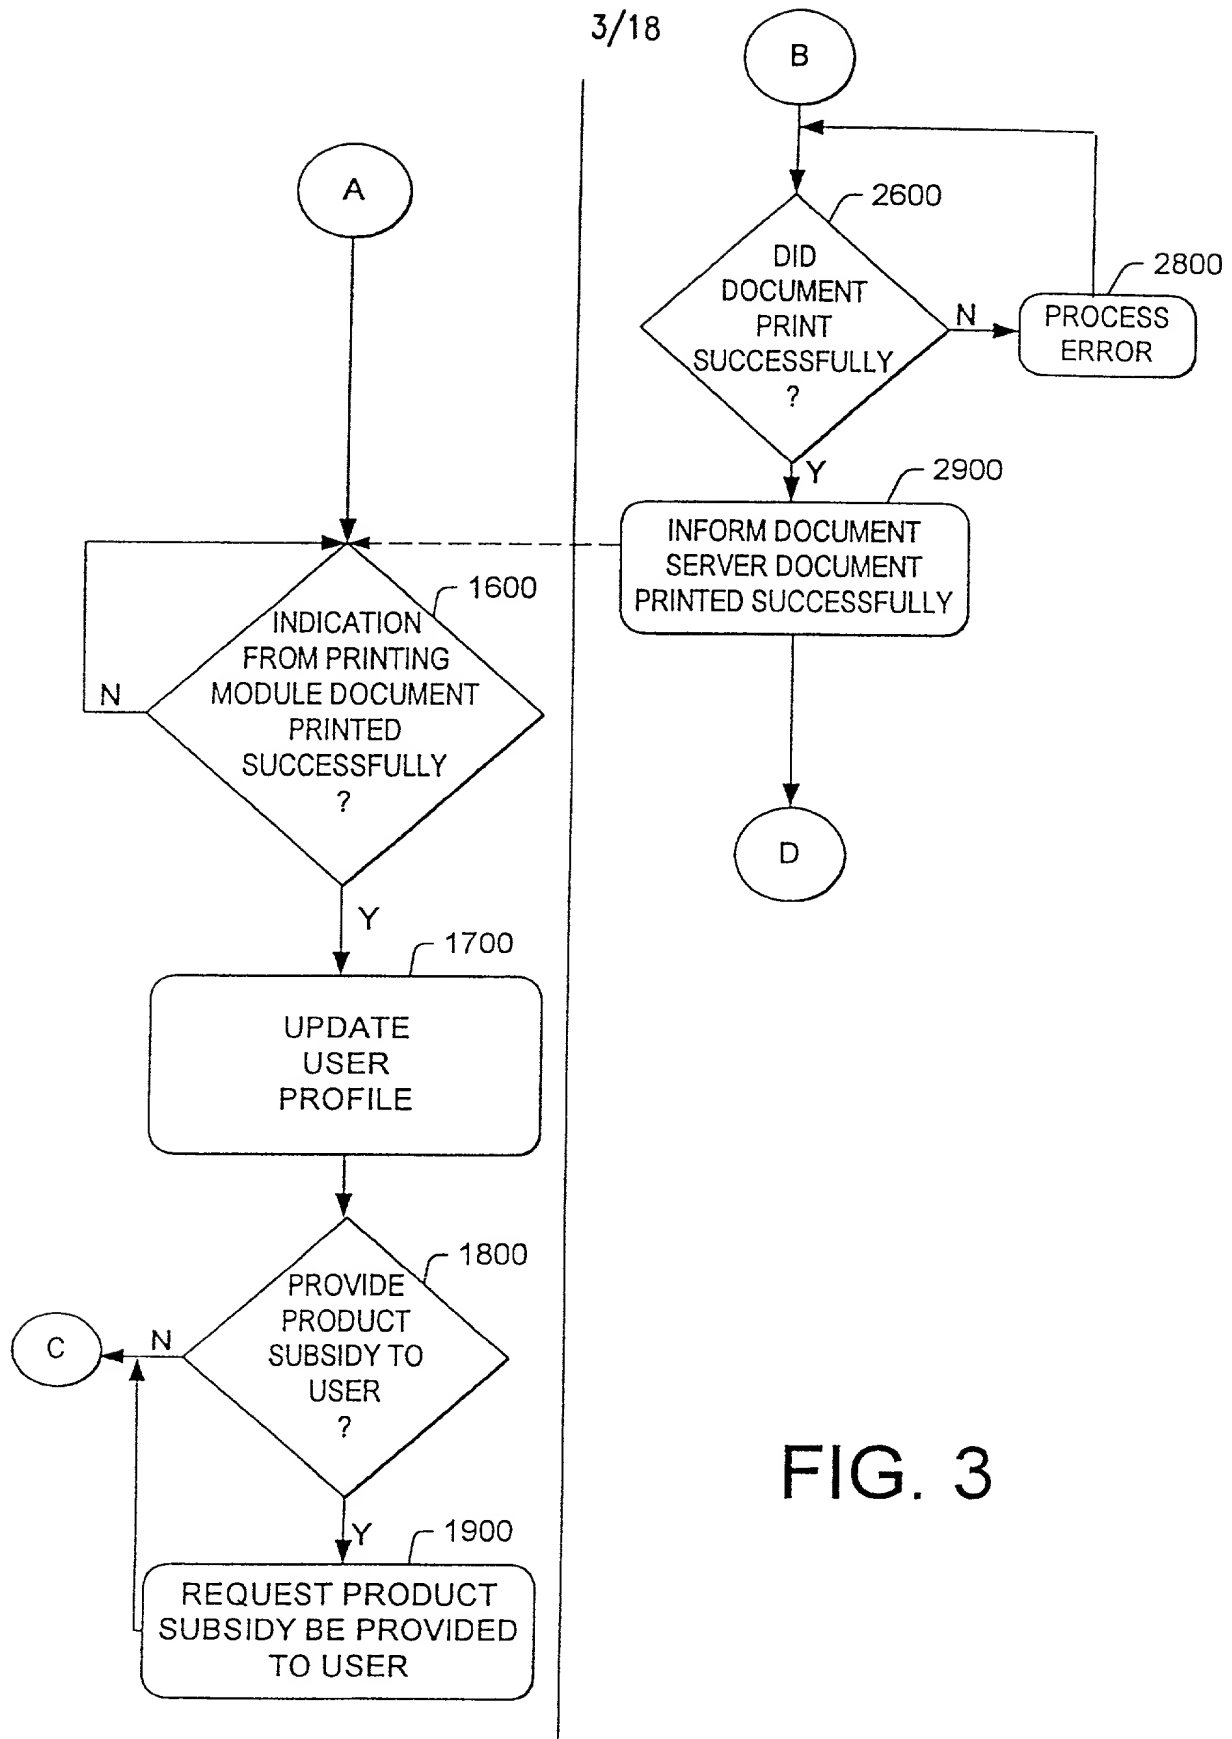 3/18
B
A
2600
DID
DOCUMENT
PRINT
SUCCESSFULLY
?
N
2800
PROCESS
ERROR
Y
2900
INFORM DOCUMENT
SERVER DOCUMENT
PRINTED SUCCESSFULLY
D
1600
INDICATION
FROM PRINTING
MODULE DOCUMENT
PRINTED
SUCCESSFULLY
?
N
Y
1700
UPDATE
USER
PROFILE
1800
PROVIDE
PRODUCT
SUBSIDY TO
USER
?
N
C
Y
1900
REQUEST PRODUCT
SUBSIDY BE PROVIDED
TO USER
FIG. 3